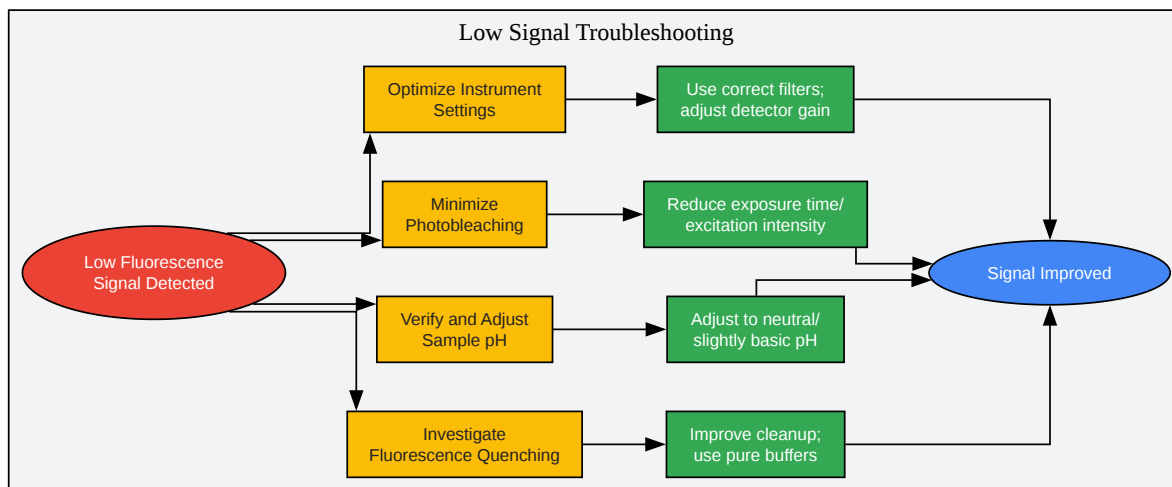 Low Signal Troubleshooting
Optimize Instrument
Settings
Use correct filters;
adjust detector gain
Minimize
Photobleaching
Reduce exposure time/
excitation intensity
Low Fluorescence
Signal Detected
Signal Improved
Verify and Adjust
Sample pH
Adjust to neutral/
slightly basic pH
Investigate
Fluorescence Quenching
Improve cleanup;
use pure buffers